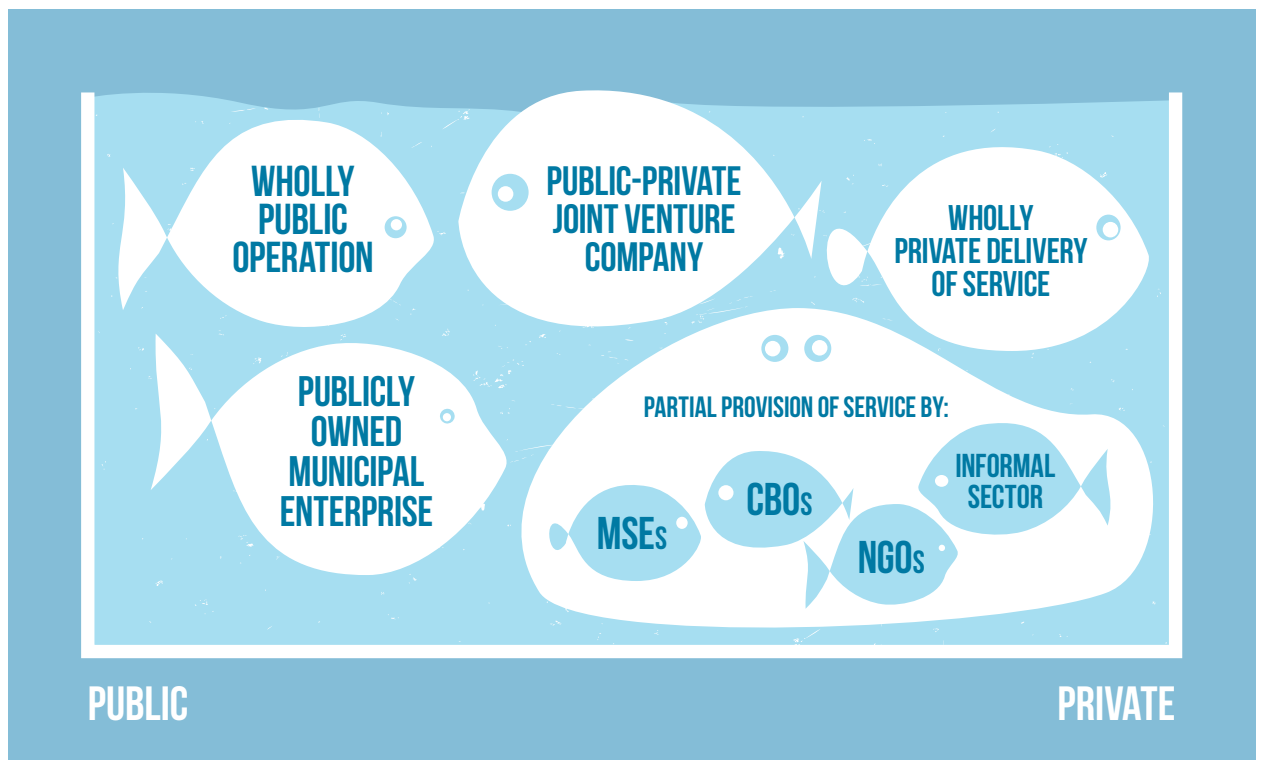 WHOLLY
PUBLIC
OPERATION
PUBLIC-PRIVATE
JOINT VENTURE
COMPANY
WHOLLY
PRIVATE DELIVERY
OF SERVICE
PUBLICLY
OWNED
MUNICIPAL
ENTERPRISE
PARTIAL PROVISION OF SERVICE BY:
MSEs
CBOs
NGOs
INFORMAL
SECTOR
PUBLIC
PRIVATE